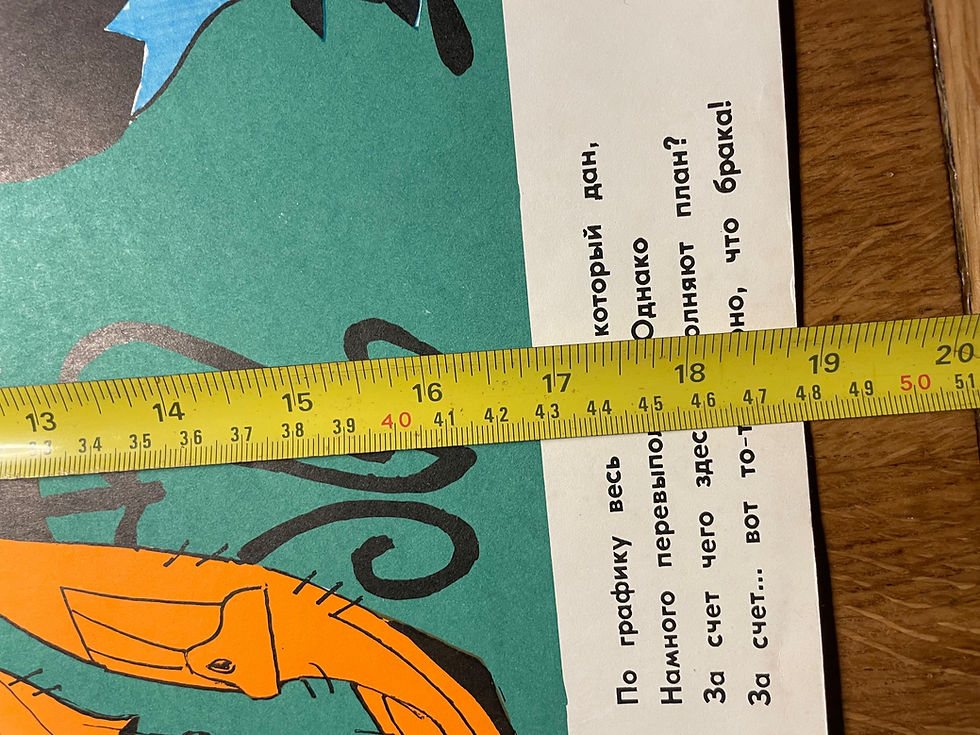 По графику весь который дан,
Намного Однако
За счет чего план?
За счет... вот что брака!
13 14 15 16 17 18 19 20
34 35 36 37 38 39 40 41 42 43 44 45 46 47 48 49 50 51